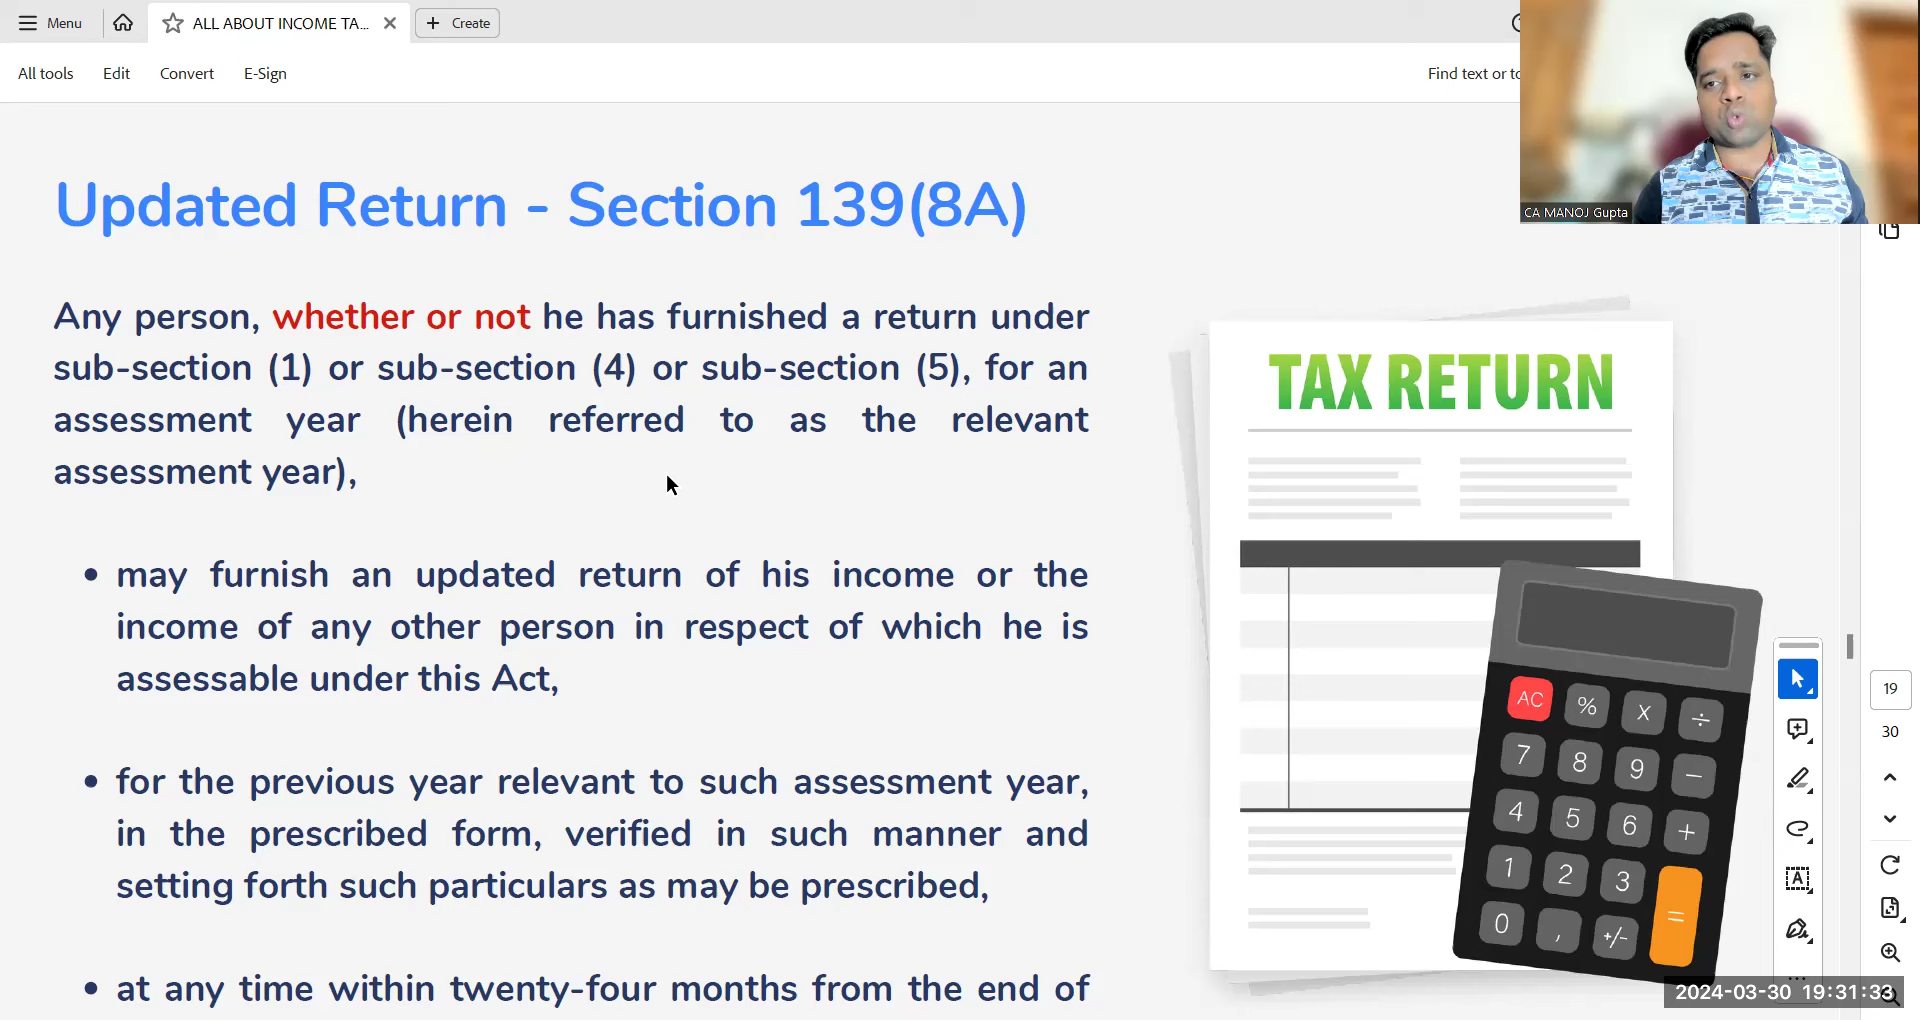 Menu
ALL ABOUT INCOME TA...
Create
All tools
Edit
Convert
E-Sign
Find text or to
CA MANOJ Gupta
Updated Return - Section 139(8A)
Any person, whether or not he has furnished a return under
sub-section (1) or sub-section (4) or sub-section (5), for an
assessment year (herein referred to as the relevant
assessment year),
• may furnish an updated return of his income or the
income of any other person in respect of which he is
assessable under this Act,
• for the previous year relevant to such assessment year,
in the prescribed form, verified in such manner and
setting forth such particulars as may be prescribed,
• at any time within twenty-four months from the end of
TAX RETURN
AC % X ÷
7 8 9 −
4 5 6 +
1 2 3 =
0 , +/-
19
30
2024-03-30 19:31:33